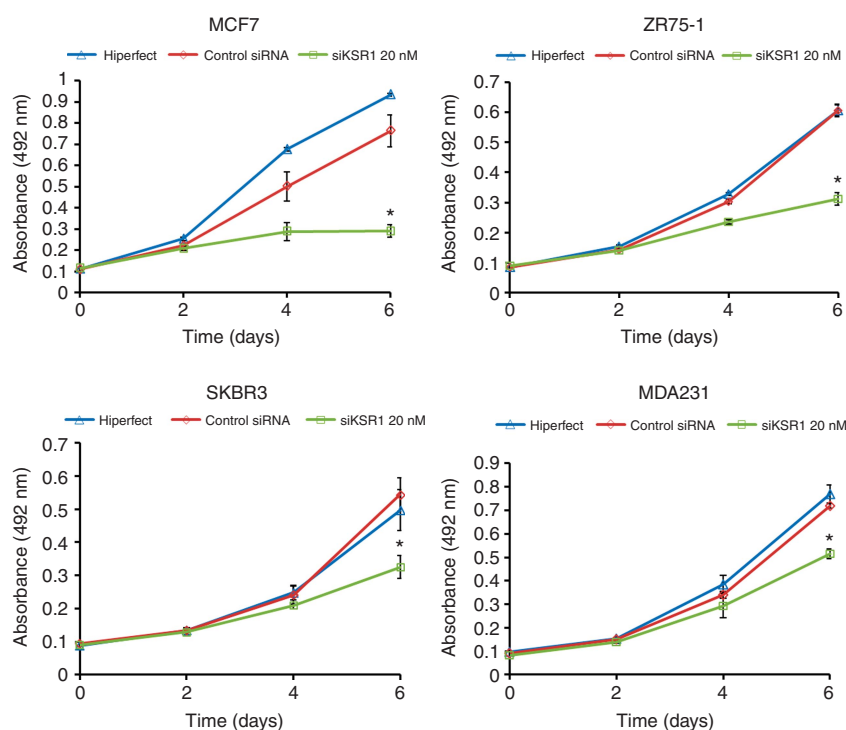 MCF7
Hiperfect Control siRNA siKSR1 20 nM
Absorbance (492 nm)
1
0.9
0.8
0.7
0.6
0.5
0.4
0.3
0.2
0.1
0
*
0 2 4 6
Time (days)
ZR75-1
Hiperfect Control siRNA siKSR1 20 nM
Absorbance (492 nm)
0.7
0.6
0.5
0.4
0.3
0.2
0.1
0
*
0 2 4 6
Time (days)
SKBR3
Hiperfect Control siRNA siKSR1 20 nM
Absorbance (492 nm)
0.7
0.6
0.5
0.4
0.3
0.2
0.1
0
*
0 2 4 6
Time (days)
MDA231
Hiperfect Control siRNA siKSR1 20 nM
Absorbance (492 nm)
0.9
0.8
0.7
0.6
0.5
0.4
0.3
0.2
0.1
0
*
0 2 4 6
Time (days)